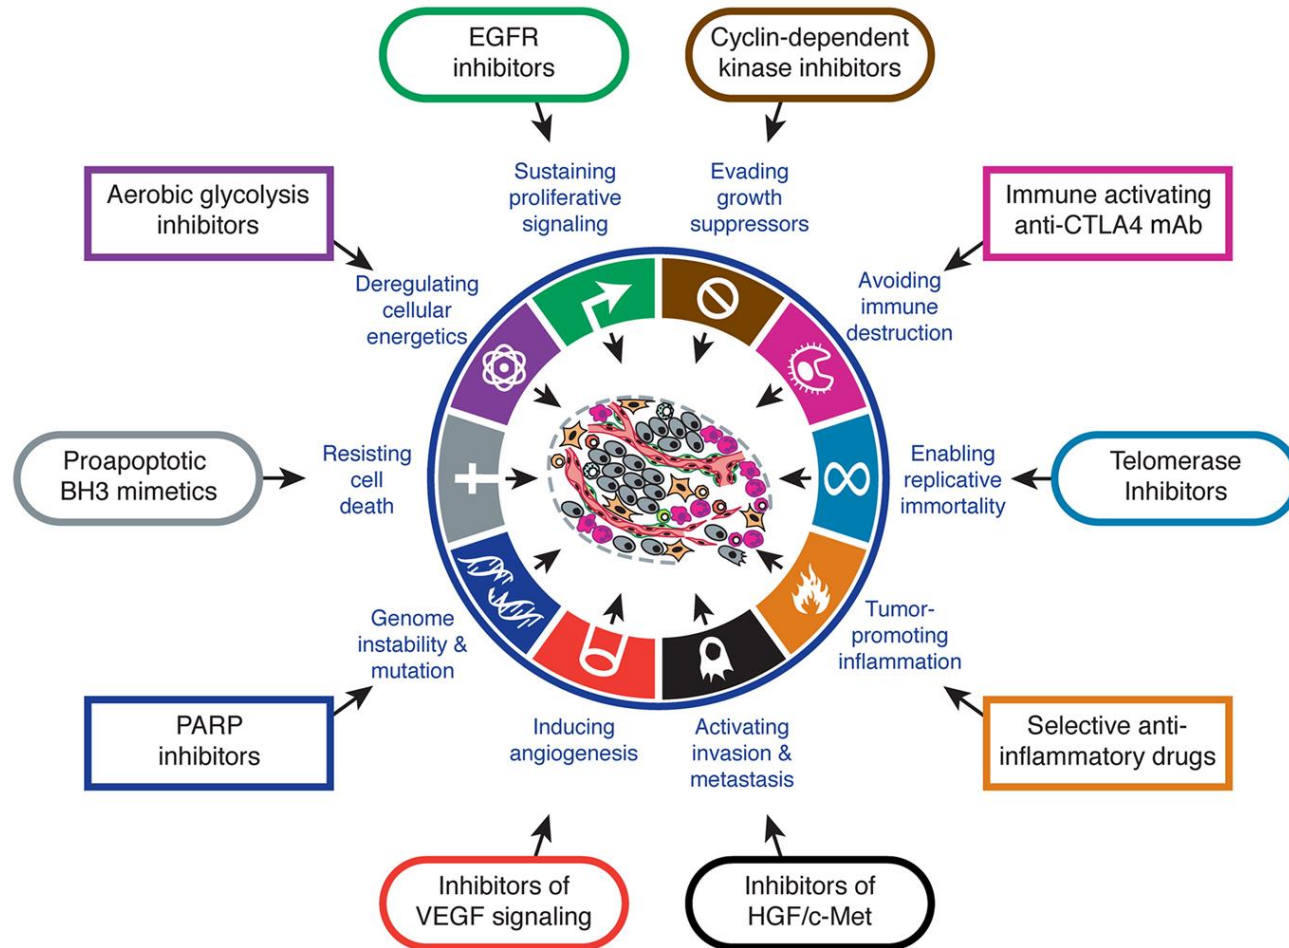 EGFR
inhibitors
Cyclin-dependent
kinase inhibitors
Sustaining
proliferative
signaling
Evading
growth
suppressors
Aerobic glycolysis
inhibitors
Immune activating
anti-CTLA4 mAb
Deregulating
cellular
energetics
Avoiding
immune
destruction
Proapoptotic
BH3 mimetics
Resisting
cell
death
Enabling
replicative
immortality
Telomerase
Inhibitors
Genome
instability &
mutation
Tumor-
promoting
inflammation
PARP
inhibitors
Inducing
angiogenesis
Activating
invasion &
metastasis
Selective anti-
inflammatory drugs
Inhibitors of
VEGF signaling
Inhibitors of
HGF/c-Met